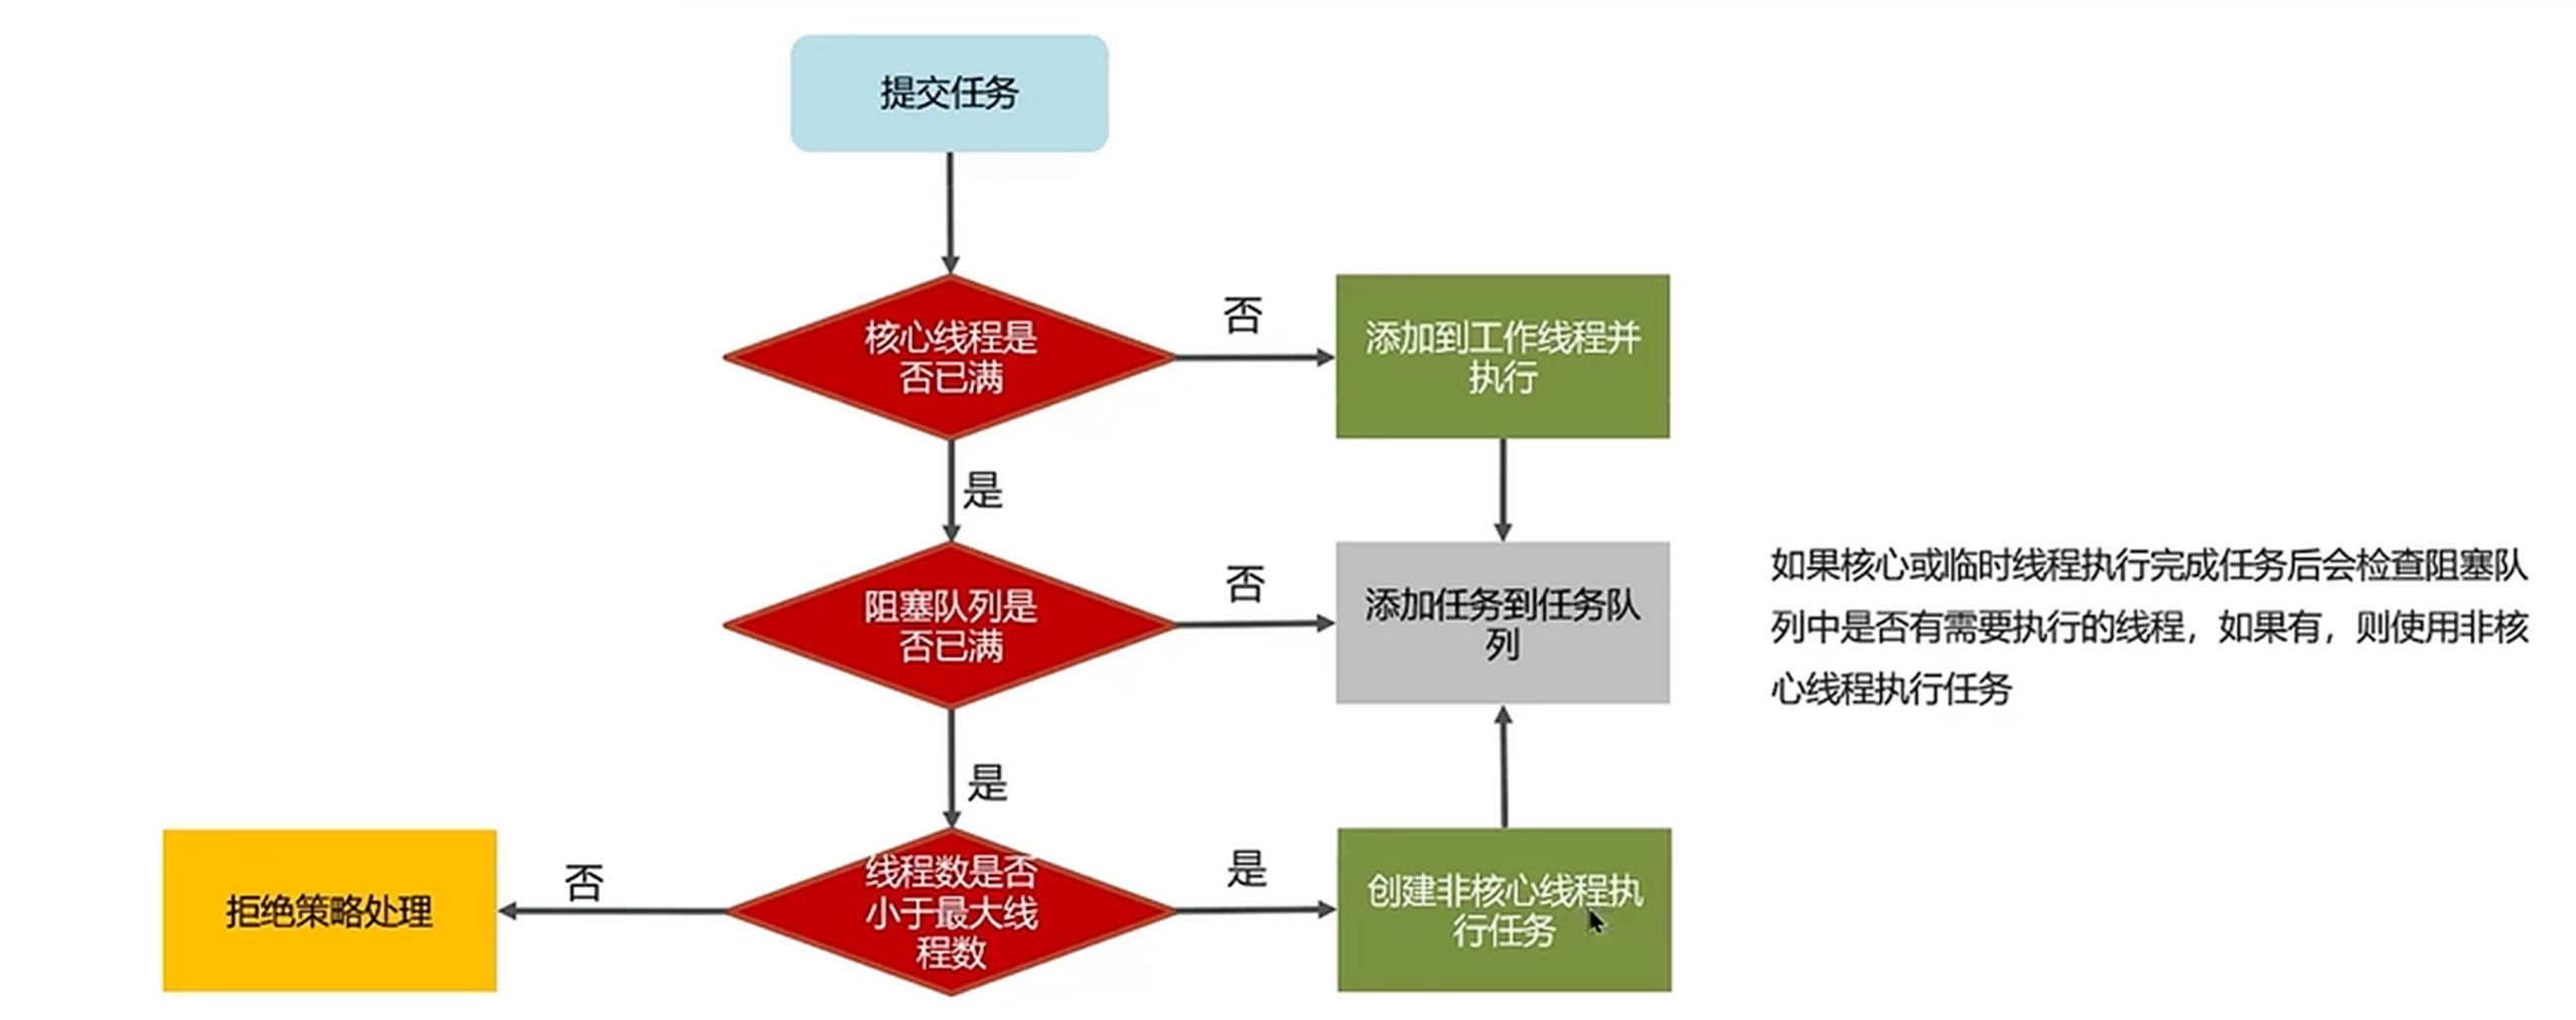 提交任务
核心线程是
否已满
否
添加到工作线程并
执行
是
阻塞队列是
否已满
否
添加任务到任务队
列
如果核心或临时线程执行完成任务后会检查阻塞队
列中是否有需要执行的线程，如果有，则使用非核
心线程执行任务
是
拒绝策略处理
否
线程数是否
小于最大线
程数
是
创建非核心线程执
行任务